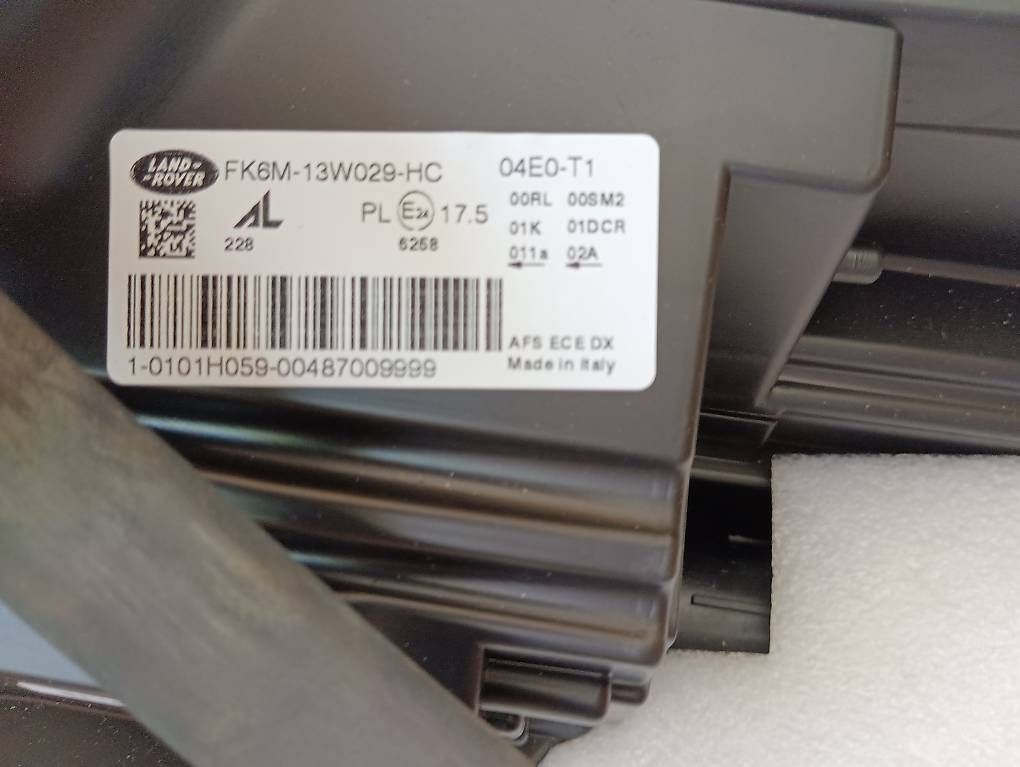 LAND-
-ROVER
FK6M-13W029-HC
04E0-T1
AL
228
PL E24 17.5
6258
00RL 00SM2
01K 01DCR
011a 02A
1-0101H059-00487009999
AFS ECE DX
Made in Italy